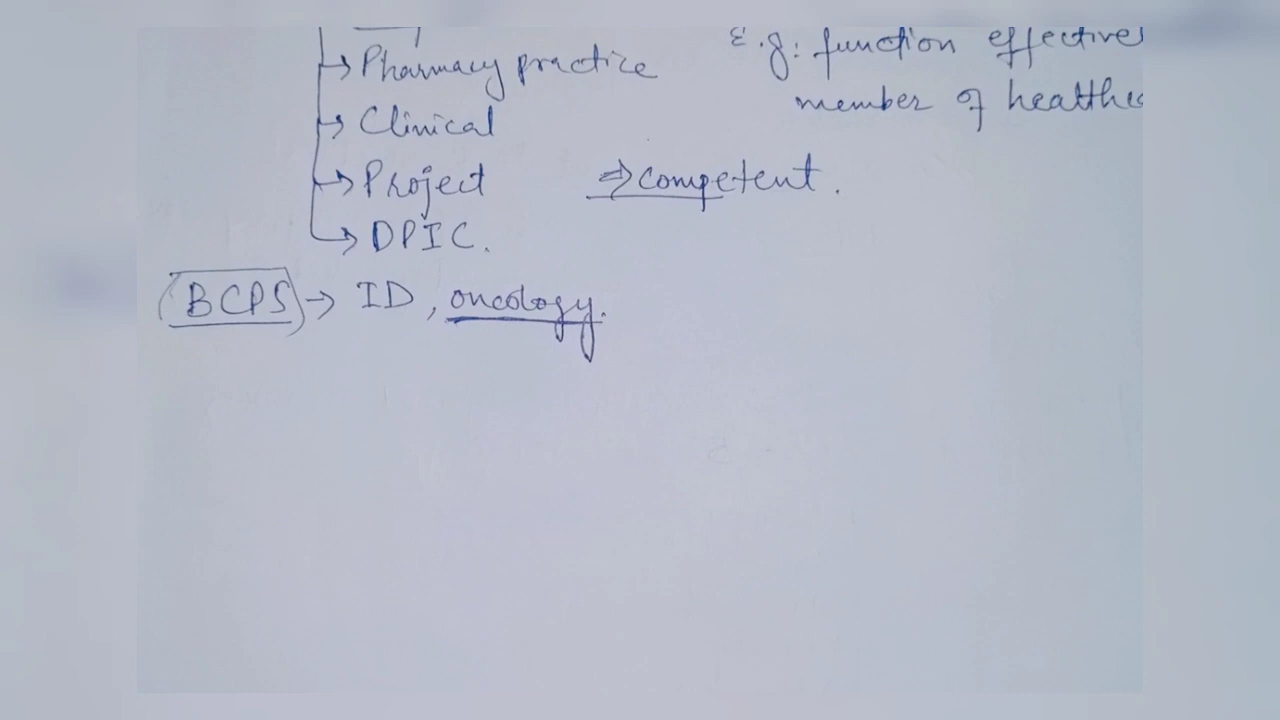 → Pharmacy practice
→ Clinical
→ Project
→ DPIC.
(BCPS) → ID, oncology.
E.g: function effective
member of healthc
⇒ competent.